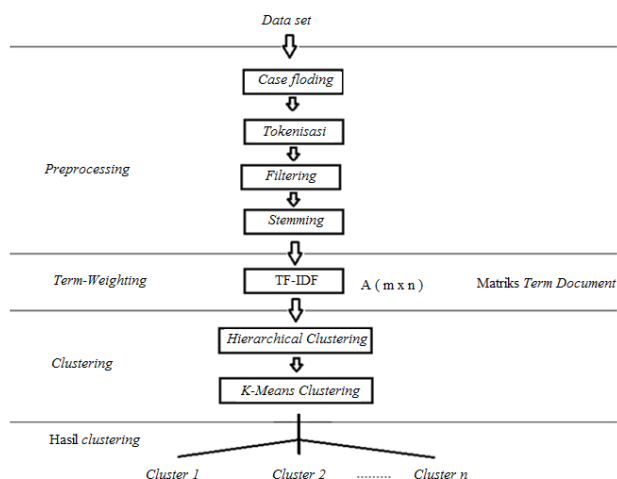 Data set
Case floding
Tokenisasi
Preprocessing
Filtering
Stemming
Term-Weighting TF-IDF A ( m x n ) Matriks Term Document
Hierarchical Clustering
Clustering
K-Means Clustering
Hasil clustering
Cluster 1 Cluster 2 ......... Cluster n